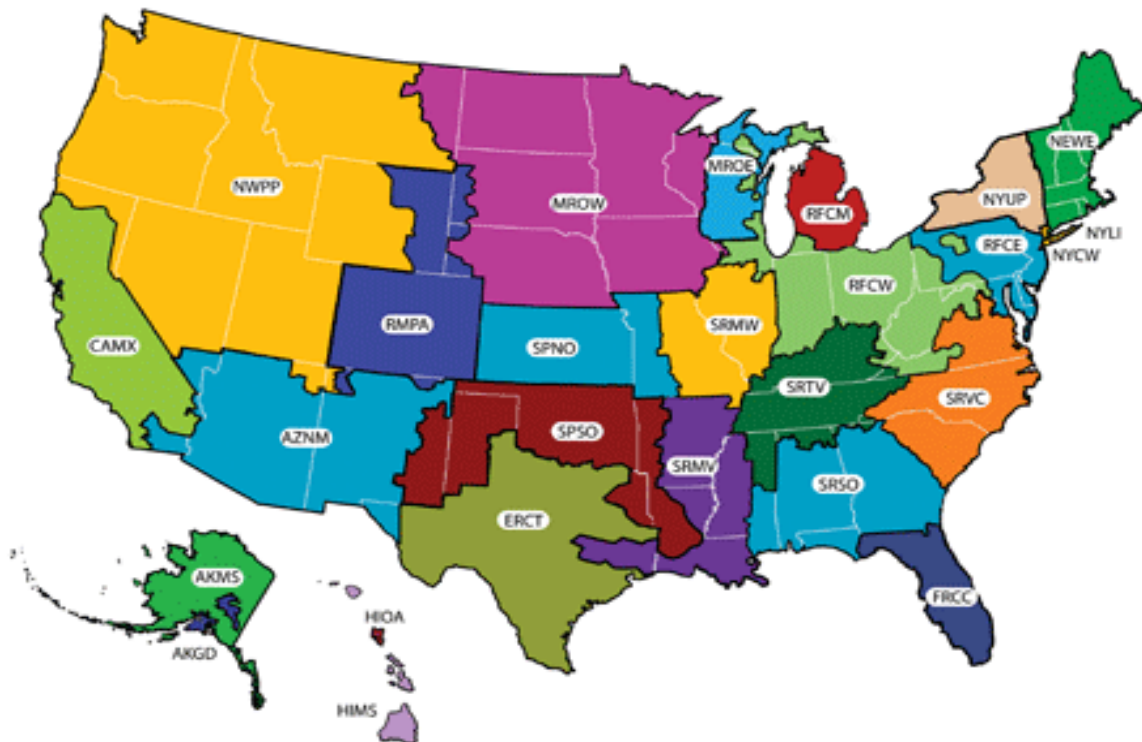 NEWE
MROE
NWPP
NYUP
MROW
RFCM
NYLI
RFCE
NYCW
RFCW
RMPA
SRMW
CAMX
SPNO
SRTV
SRVC
AZNM
SPSO
SRMV
SRSO
ERCT
AKMS
FRCC
HIOA
AKGD
HIMS